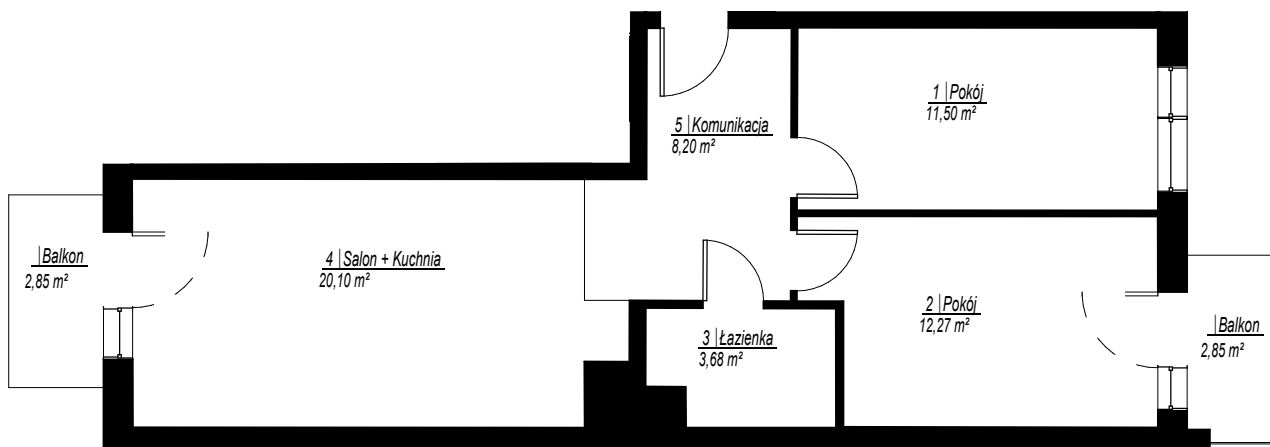 1 | Pokój
11,50 m²
5 | Komunikacja
8,20 m²
| Balkon
2,85 m²
4 | Salon + Kuchnia
20,10 m²
2 | Pokój
12,27 m²
3 | Łazienka
3,68 m²
| Balkon
2,85 m²